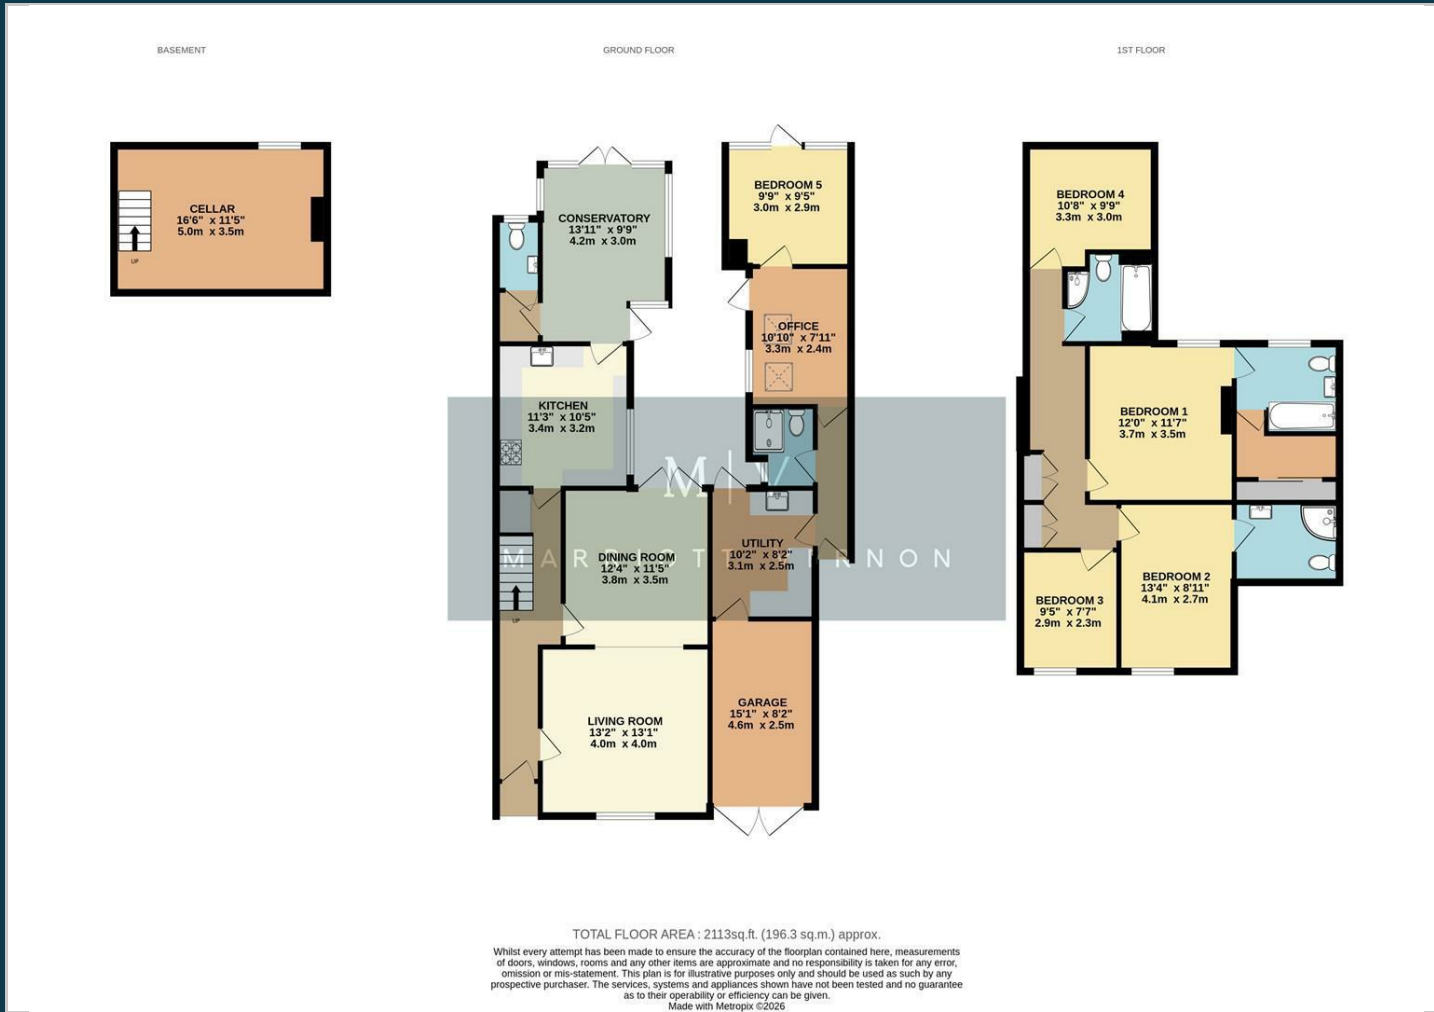 BASEMENT
GROUND FLOOR
1ST FLOOR
CELLAR
16'6" x 11'5"
5.0m x 3.5m
UP
CONSERVATORY
13'11" x 9'9"
4.2m x 3.0m
BEDROOM 5
9'9" x 9'5"
3.0m x 2.9m
OFFICE
10'10" x 7'11"
3.3m x 2.4m
KITCHEN
11'3" x 10'5"
3.4m x 3.2m
M|V
DINING ROOM
12'4" x 11'5"
3.8m x 3.5m
UTILITY
10'2" x 8'2"
3.1m x 2.5m
UP
LIVING ROOM
13'2" x 13'1"
4.0m x 4.0m
GARAGE
15'1" x 8'2"
4.6m x 2.5m
BEDROOM 4
10'8" x 9'9"
3.3m x 3.0m
BEDROOM 1
12'0" x 11'7"
3.7m x 3.5m
BEDROOM 2
13'4" x 8'11"
4.1m x 2.7m
BEDROOM 3
9'5" x 7'7"
2.9m x 2.3m
TOTAL FLOOR AREA : 2113sq.ft. (196.3 sq.m.) approx.
Whilst every attempt has been made to ensure the accuracy of the floorplan contained here, measurements
of doors, windows, rooms and any other items are approximate and no responsibility is taken for any error,
omission or mis-statement. This plan is for illustrative purposes only and should be used as such by any
prospective purchaser. The services, systems and appliances shown have not been tested and no guarantee
as to their operability or efficiency can be given.
Made with Metropix ©2026